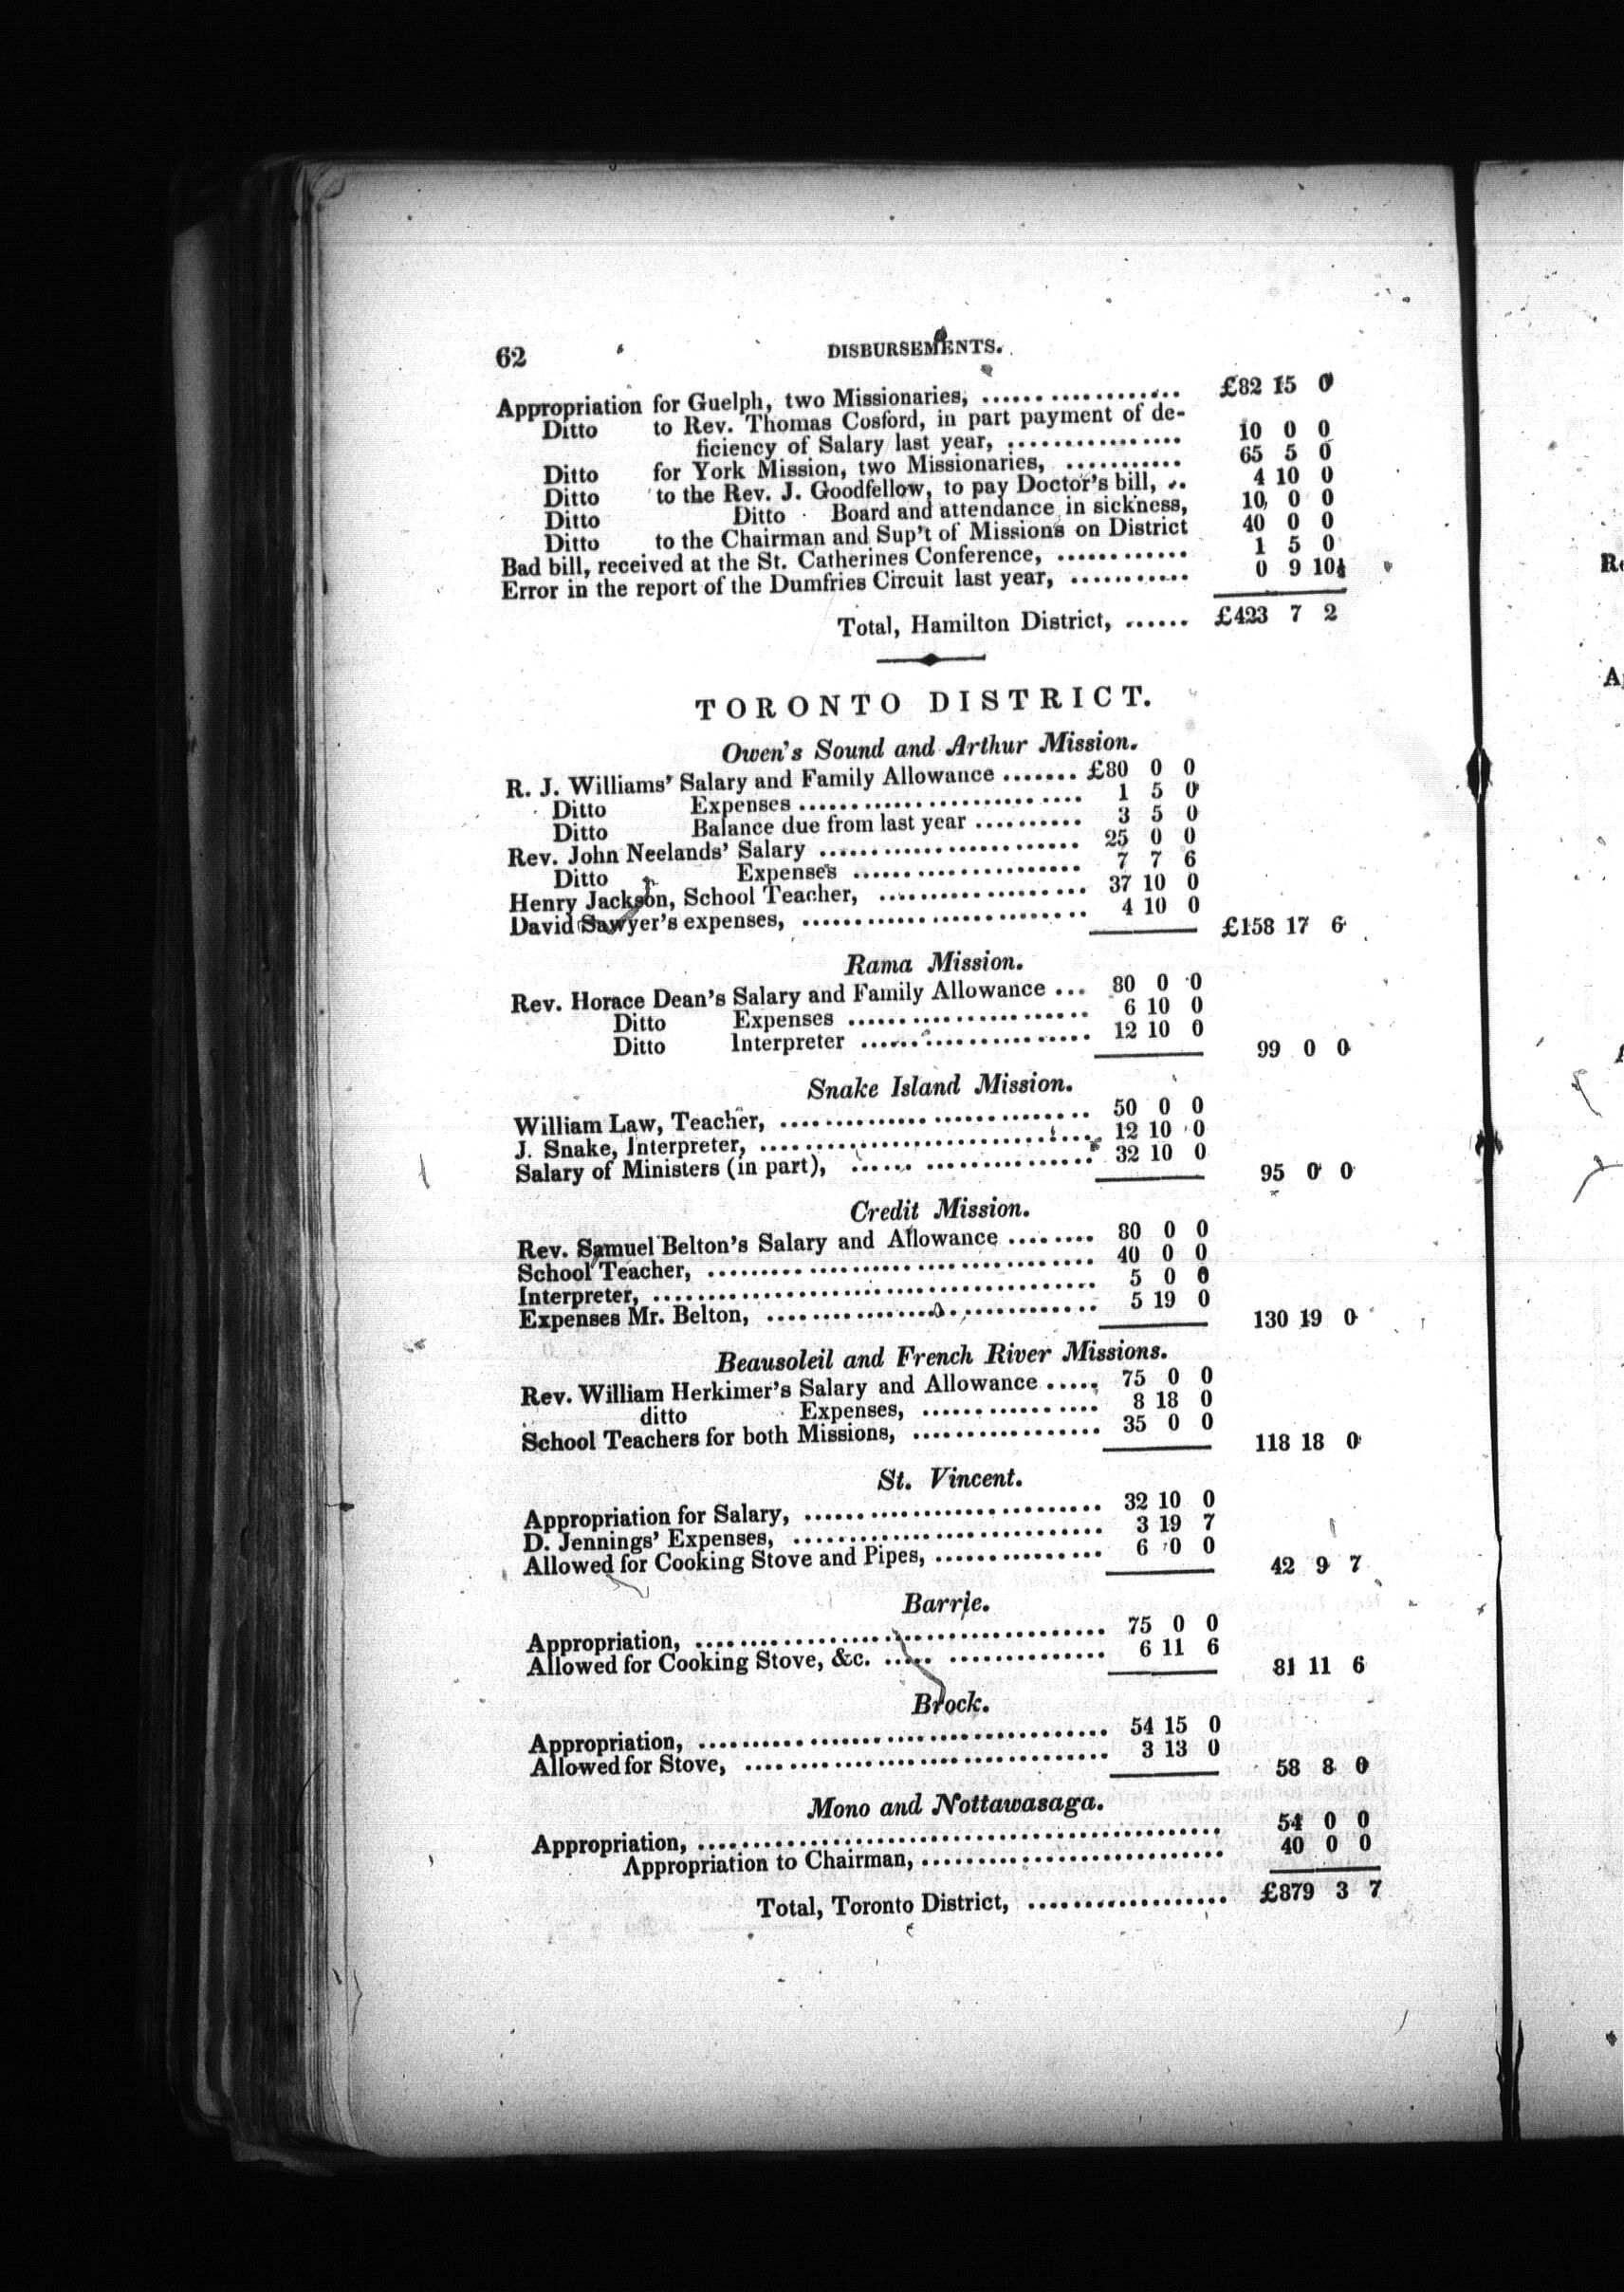 62 DISBURSEMENTS.
Appropriation for Guelph, two Missionaries, .................. £82 15 0
Ditto to Rev. Thomas Cosford, in part payment of de-
ficiency of Salary last year, ................ 10 0 0
Ditto for York Mission, two Missionaries, ........... 65 5 0
Ditto to the Rev. J. Goodfellow, to pay Doctor's bill, .. 4 10 0
Ditto Ditto Board and attendance in sickness, 10 0 0
Ditto to the Chairman and Sup't of Missions on District 40 0 0
Bad bill, received at the St. Catherines Conference, ............ 1 5 0
Error in the report of the Dumfries Circuit last year, ........... 0 9 10½
Total, Hamilton District, ...... £423 7 2
TORONTO DISTRICT.
Owen's Sound and Arthur Mission.
R. J. Williams' Salary and Family Allowance ....... £80 0 0
Ditto Expenses ......................... 1 5 0
Ditto Balance due from last year .......... 3 5 0
Rev. John Neelands' Salary ....................... 25 0 0
Ditto Expenses .................... 7 7 6
Henry Jackson, School Teacher, .................. 37 10 0
David Sawyer's expenses, ......................... 4 10 0
£158 17 6
Rama Mission.
Rev. Horace Dean's Salary and Family Allowance ... 80 0 0
Ditto Expenses ..................... 6 10 0
Ditto Interpreter .................... 12 10 0
99 0 0
Snake Island Mission.
William Law, Teacher, ........................... 50 0 0
J. Snake, Interpreter, .............................. 12 10 0
Salary of Ministers (in part), ..................... 32 10 0
95 0 0
Credit Mission.
Rev. Samuel Belton's Salary and Allowance ........ 80 0 0
School Teacher, .................................. 40 0 0
Interpreter, ....................................... 5 0 0
Expenses Mr. Belton, ............................. 5 19 0
130 19 0
Beausoleil and French River Missions.
Rev. William Herkimer's Salary and Allowance ..... 75 0 0
ditto Expenses, ................ 8 18 0
School Teachers for both Missions, ................. 35 0 0
118 18 0
St. Vincent.
Appropriation for Salary, .......................... 32 10 0
D. Jennings' Expenses, ........................... 3 19 7
Allowed for Cooking Stove and Pipes, ............... 6 0 0
42 9 7
Barrie.
Appropriation, .................................... 75 0 0
Allowed for Cooking Stove, &c. ................... 6 11 6
81 11 6
Brock.
Appropriation, .................................... 54 15 0
Allowed for Stove, ................................ 3 13 0
58 8 0
Mono and Nottawasaga.
Appropriation, .............................................. 54 0 0
Appropriation to Chairman, ........................... 40 0 0
Total, Toronto District, .................. £879 3 7